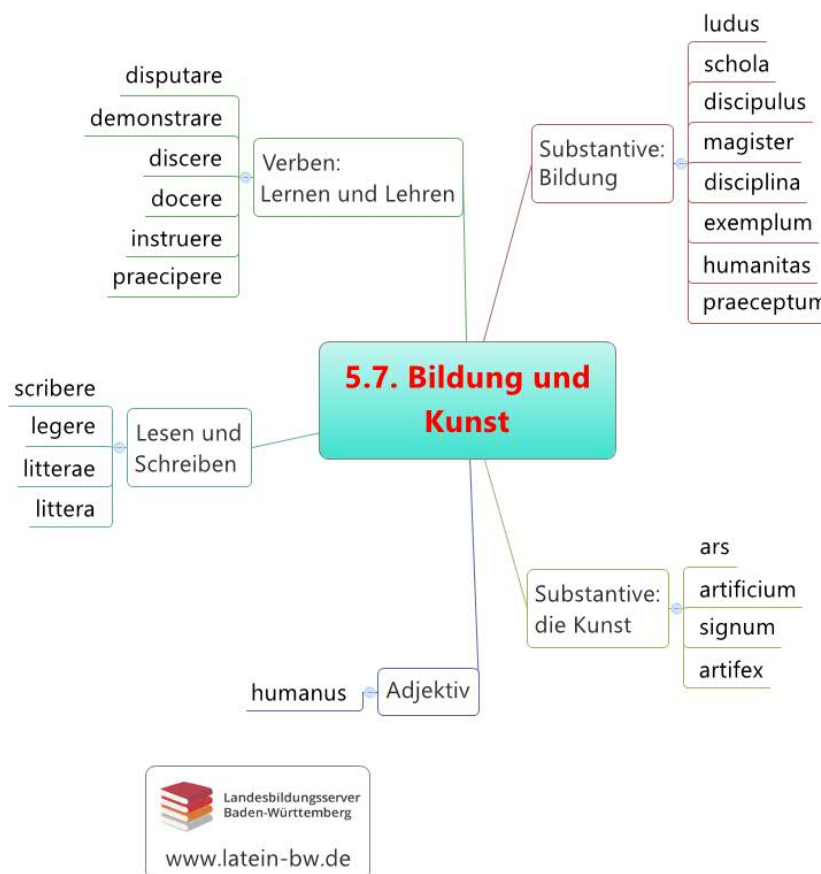 disputare
demonstrare
discere
docere
instruere
praecipere
Verben:
Lernen und Lehren
Substantive:
Bildung
ludus
schola
discipulus
magister
disciplina
exemplum
humanitas
praeceptum
5.7. Bildung und
Kunst
scribere
legere
litterae
littera
Lesen und
Schreiben
Substantive:
die Kunst
ars
artificium
signum
artifex
humanus
Adjektiv
Landesbildungsserver
Baden-Württemberg
www.latein-bw.de